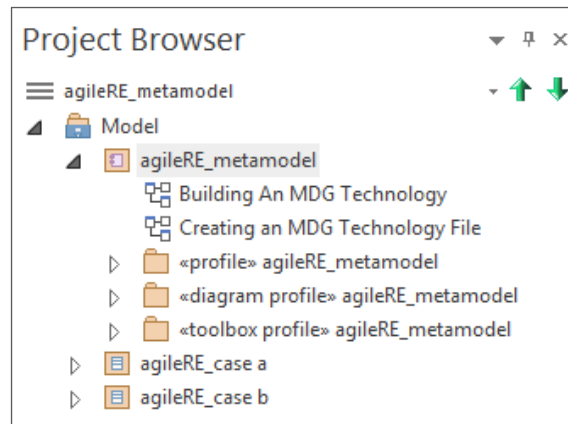 Project Browser
agileRE_metamodel
Model
agileRE_metamodel
Building An MDG Technology
Creating an MDG Technology File
«profile» agileRE_metamodel
«diagram profile» agileRE_metamodel
«toolbox profile» agileRE_metamodel
agileRE_case a
agileRE_case b